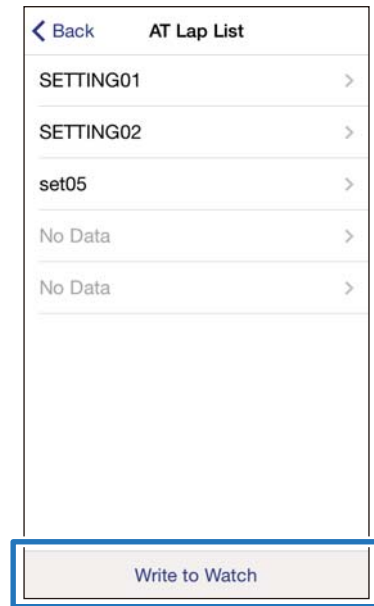 Back AT Lap List
SETTING01
SETTING02
set05
No Data
No Data
Write to Watch